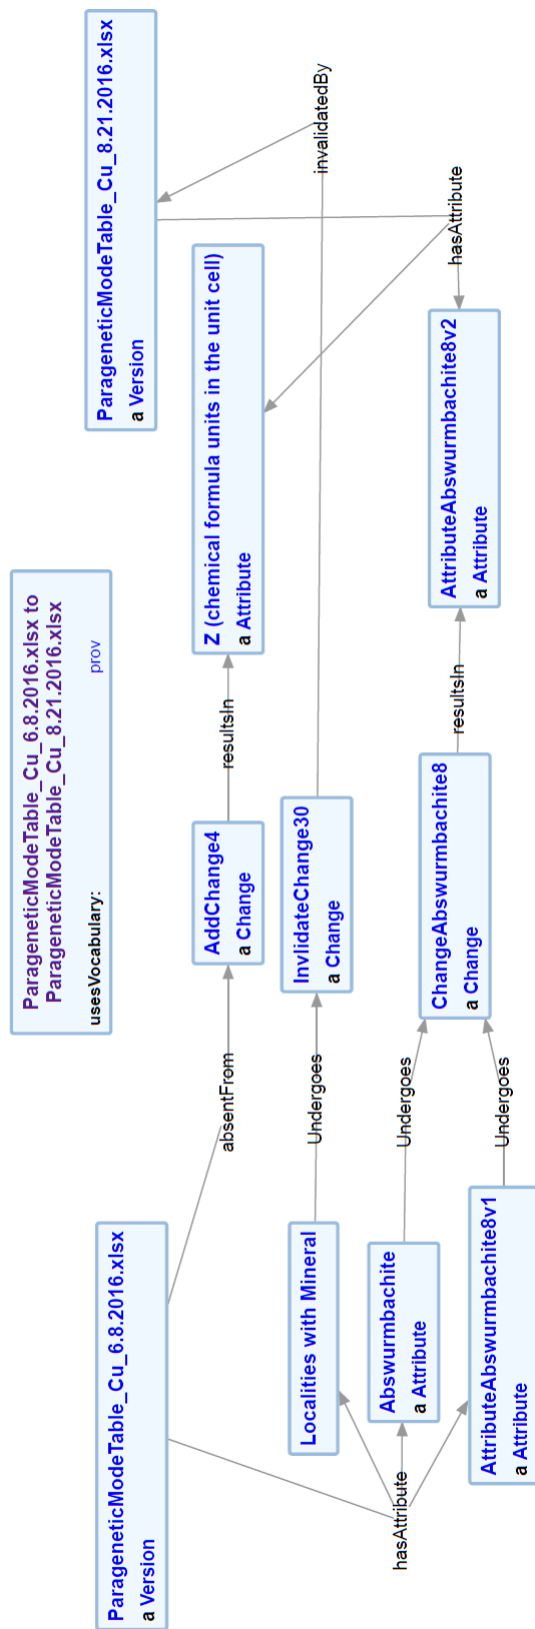 ParageneticModeTable_Cu_6.8.2016.xlsx to
ParageneticModeTable_Cu_8.21.2016.xlsx
usesVocabulary:
prov
ParageneticModeTable_Cu_6.8.2016.xlsx
a Version
ParageneticModeTable_Cu_8.21.2016.xlsx
a Version
absentFrom
AddChange4
a Change
resultsIn
Z (chemical formula units in the unit cell)
a Attribute
invalidatedBy
Localities with Mineral
Undergoes
InvlidateChange30
a Change
hasAttribute
Abswurmbachite
a Attribute
Undergoes
ChangeAbswurmbachite8
a Change
resultsIn
AttributeAbswurmbachite8v2
a Attribute
hasAttribute
AttributeAbswurmbachite8v1
a Attribute
Undergoes